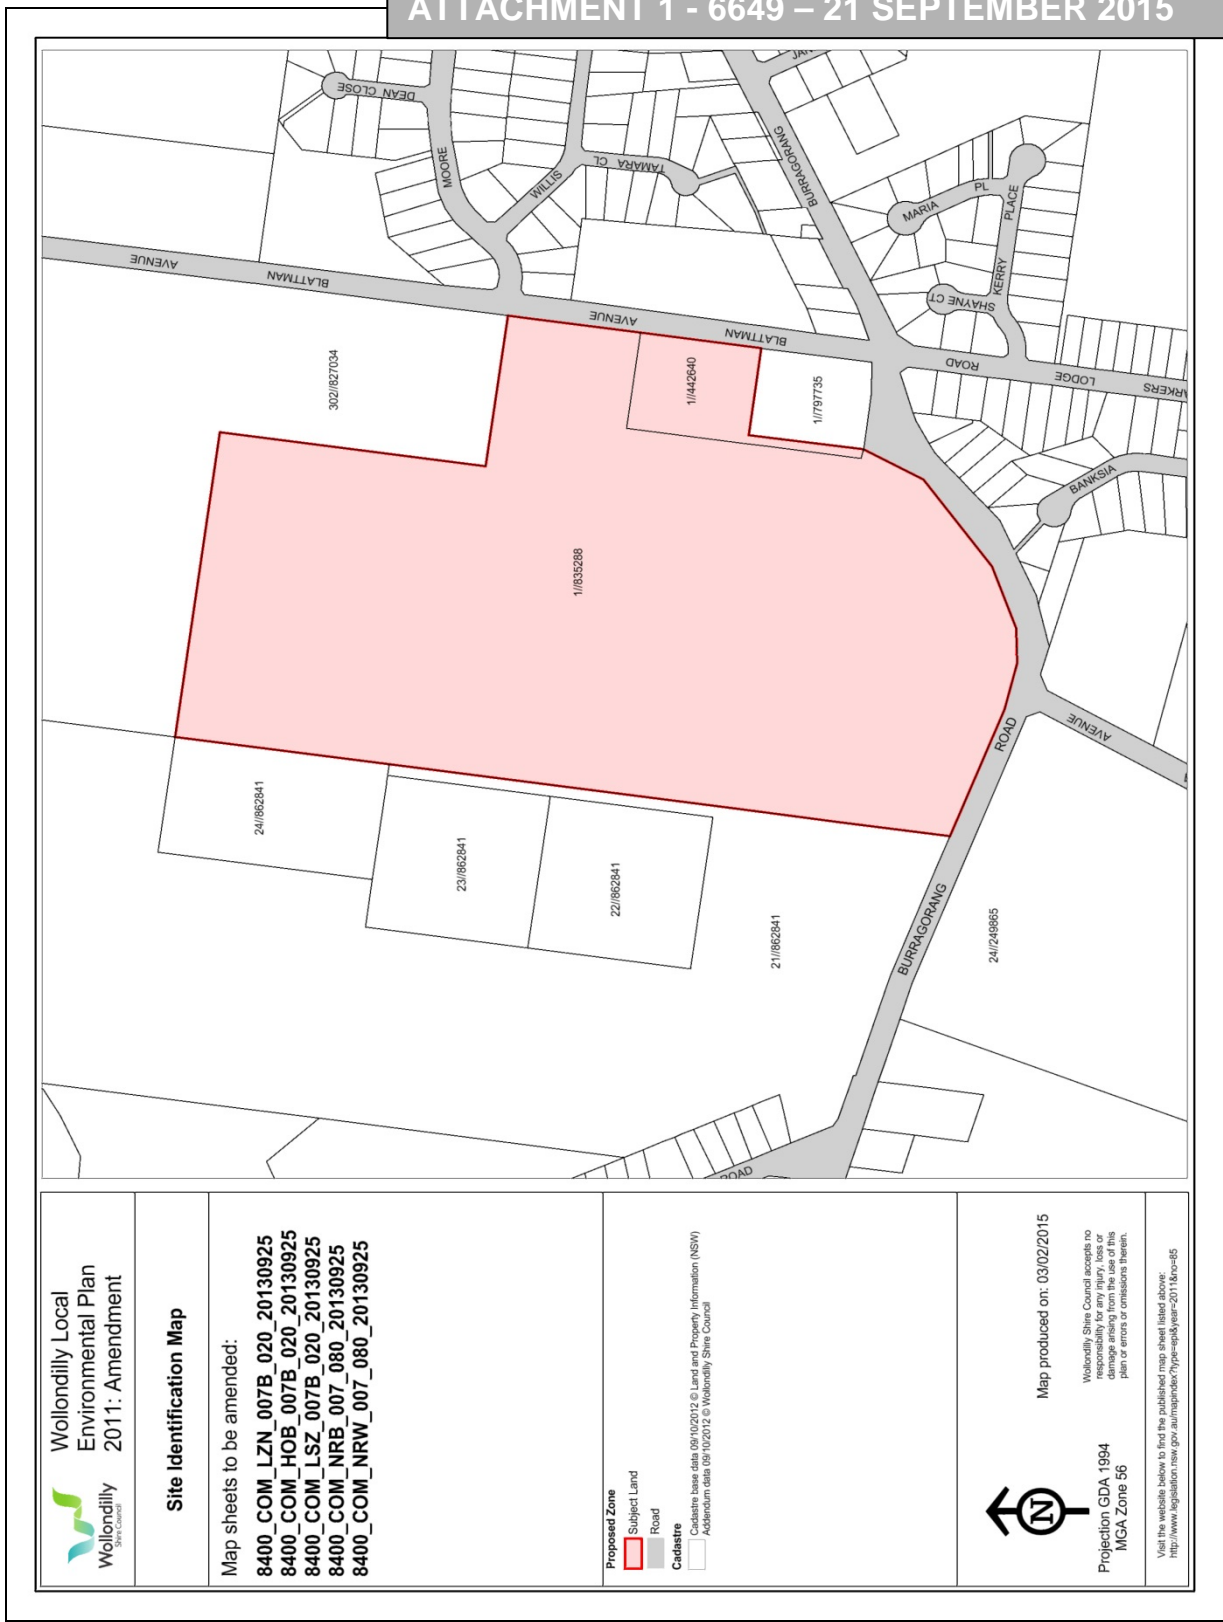 ATTACHMENT 1 - 6649 – 21 SEPTEMBER 2015
Wollondilly
Shire Council
Wollondilly Local
Environmental Plan
2011: Amendment
Site Identification Map
Map sheets to be amended:
8400_COM_LZN_007B_020_20130925
8400_COM_HOB_007B_020_20130925
8400_COM_LSZ_007B_020_20130925
8400_COM_NRB_007_080_20130925
8400_COM_NRW_007_080_20130925
Proposed Zone
Subject Land
Road
Cadastre
Cadastre base data 09/10/2012 © Land and Property Information (NSW)
Addendum data 09/10/2012 © Wollondilly Shire Council
N
Projection GDA 1994
MGA Zone 56
Map produced on: 03/02/2015
Wollondilly Shire Council accepts no
responsibility for any injury, loss or
damage arising from the use of this
plan or errors or omissions therein.
Visit the website below to find the published map sheet listed above:
http://www.legislation.nsw.gov.au/mapindex?type=epi&year=2011&no=85
DEAN CLOSE
MOORE
WILLIS
TAMARA CL
BURRAGORANG
MARIA
PL
KERRY
PLACE
SHAYNE CT
AVENUE
BLATTMAN
AVENUE
BLATTMAN
ROAD
LODGE
BANKSIA
302//827034
1//442640
1//797735
1//835288
24//862841
23//862841
22//862841
21//862841
24//249865
BURRAGORANG
ROAD
AVENUE
ROAD